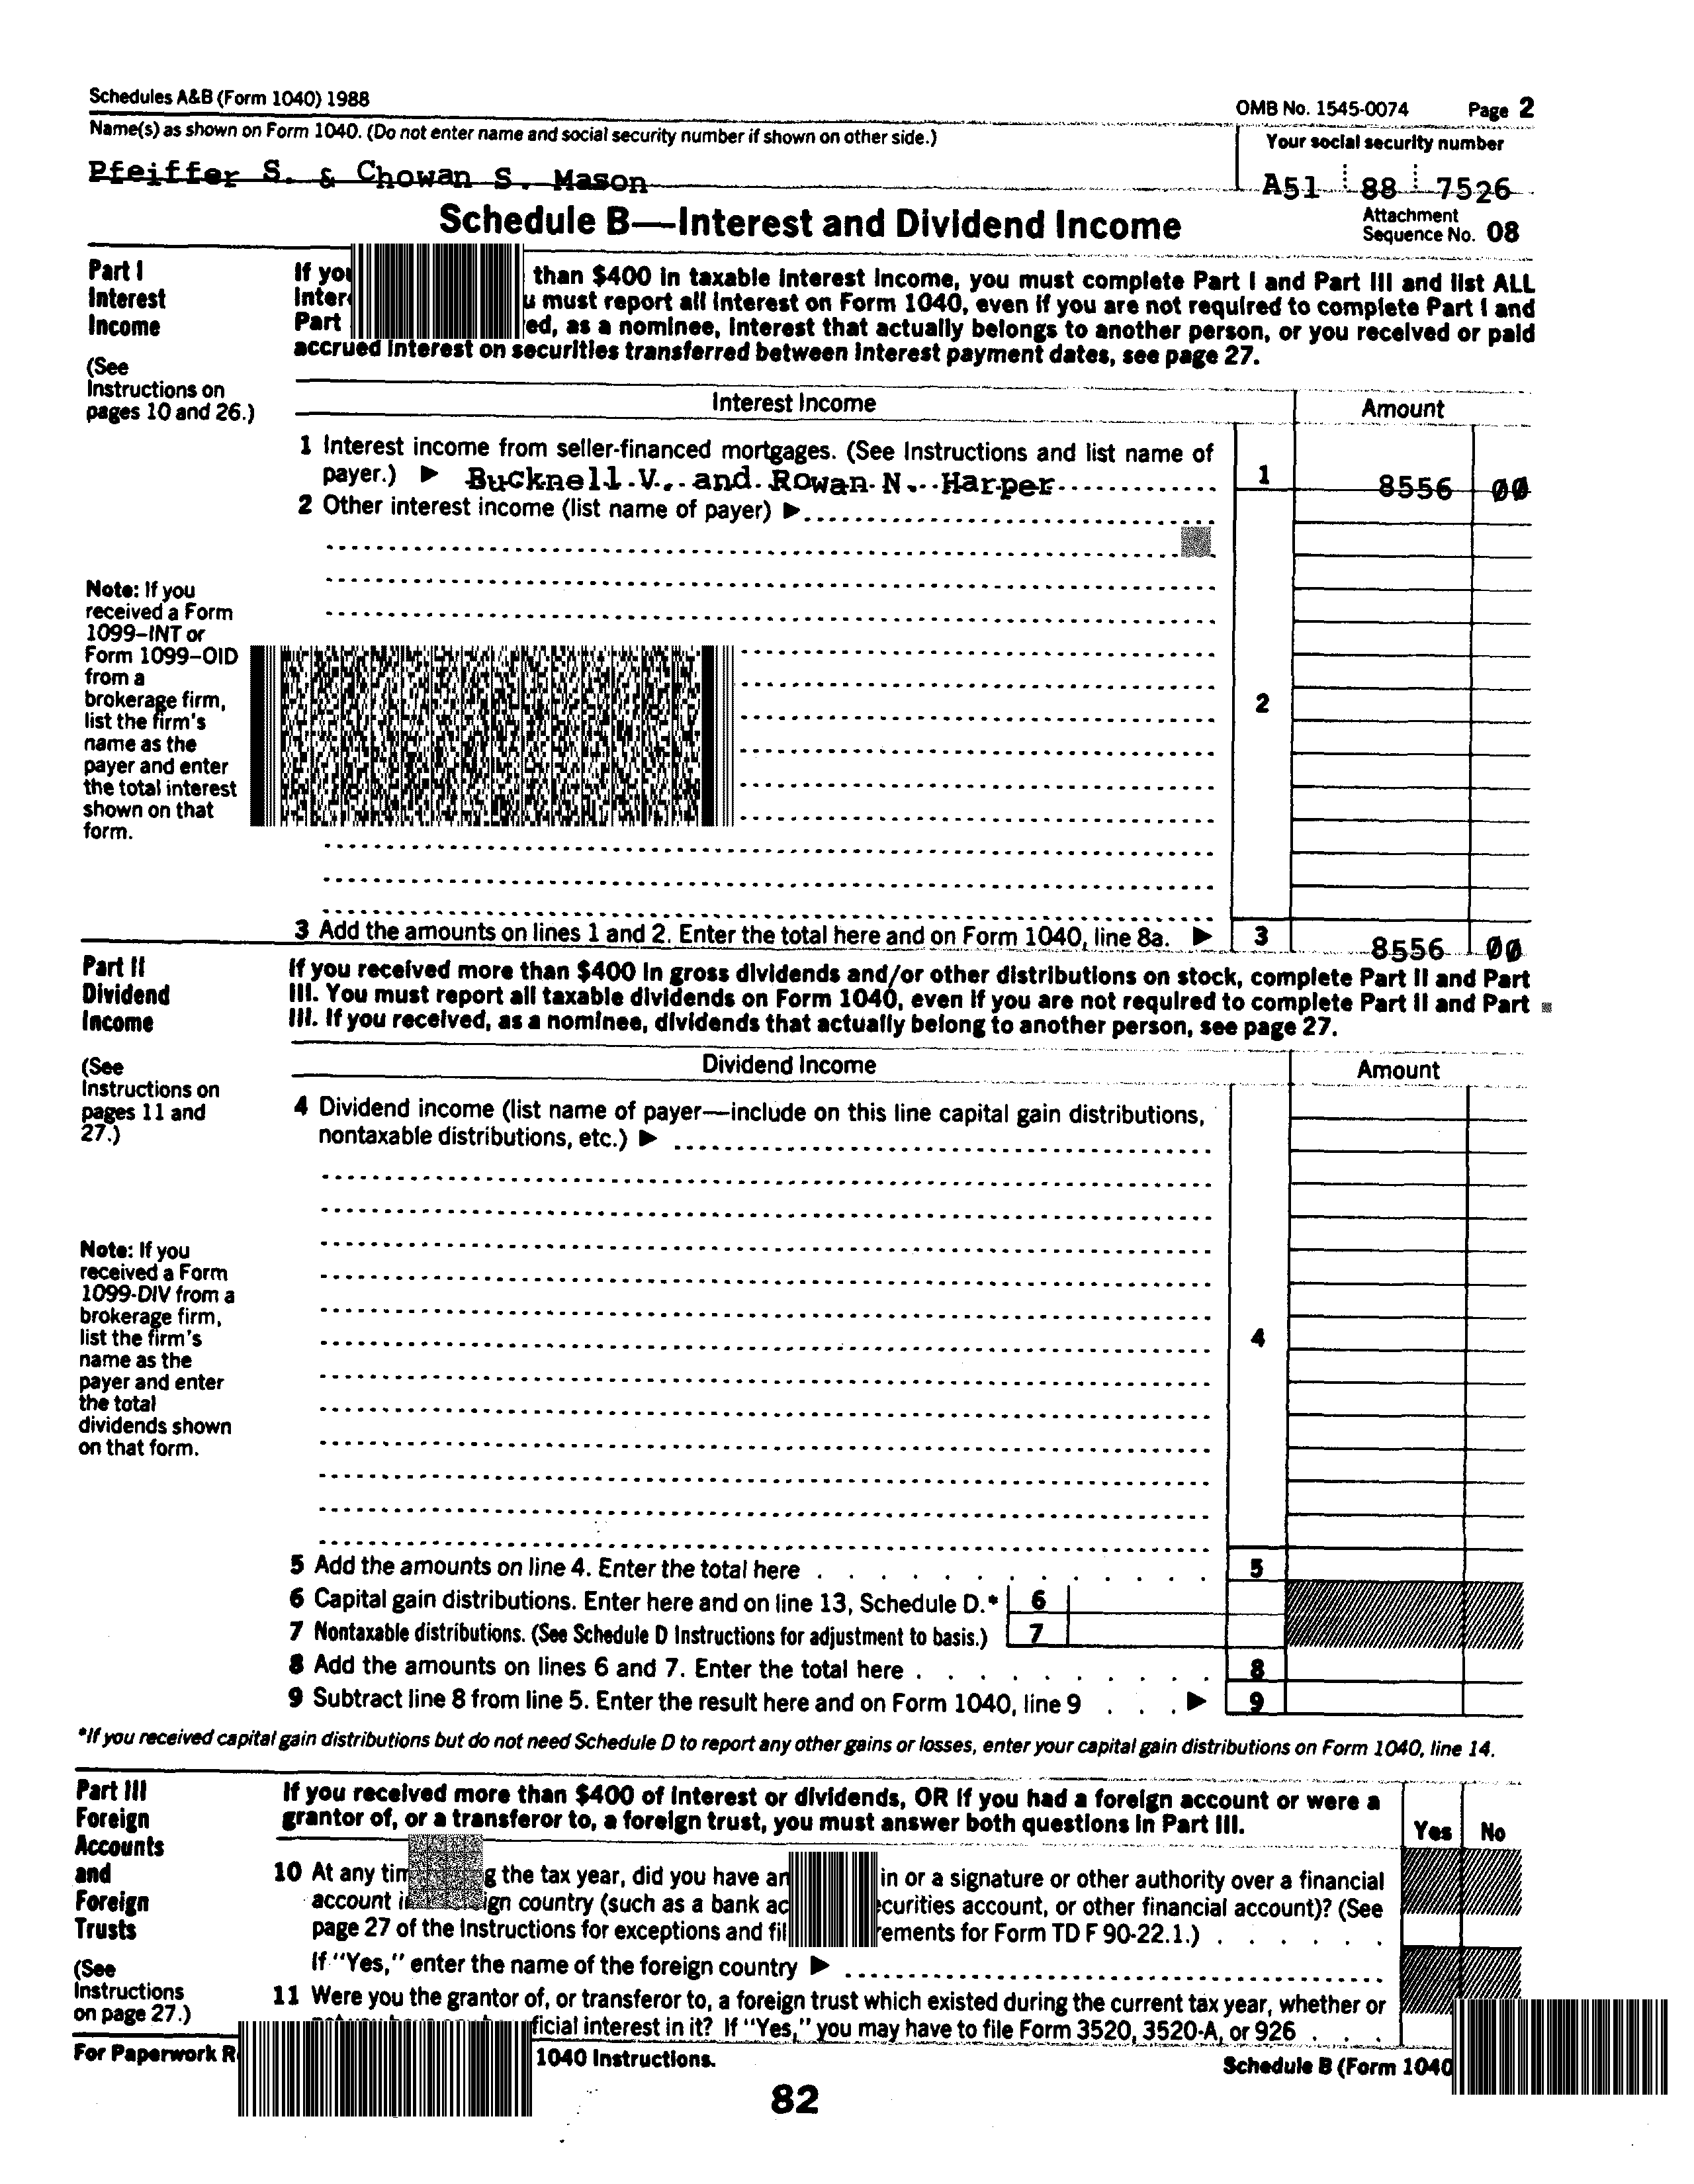 Schedules A&B (Form 1040) 1988
OMB No. 1545-0074 Page 2
Name(s) as shown on Form 1040. (Do not enter name and social security number if shown on other side.)
Your social security number
Pfeiffer S. & Chowan S. Mason
A51 88 7526
Schedule B—Interest and Dividend Income
Attachment
Sequence No. 08
Part I
Interest
Income
(See
Instructions on
pages 10 and 26.)
If you than $400 in taxable interest income, you must complete Part I and Part III and list ALL
u must report all interest on Form 1040, even if you are not required to complete Part I and
Part ed, as a nominee, interest that actually belongs to another person, or you received or paid
accrued interest on securities transferred between interest payment dates, see page 27.
Interest Income
Amount
1 Interest income from seller-financed mortgages. (See Instructions and list name of
payer.) ▶ Bucknell V. and Rowan N. Harper
1 8556 00
2 Other interest income (list name of payer) ▶
Note: If you
received a Form
1099–INT or
Form 1099–OID
from a
brokerage firm,
list the firm's
name as the
payer and enter
the total interest
shown on that
form.
2
3 Add the amounts on lines 1 and 2. Enter the total here and on Form 1040, line 8a. ▶ 3 8556 00
Part II
Dividend
Income
(See
Instructions on
pages 11 and
27.)
If you received more than $400 in gross dividends and/or other distributions on stock, complete Part II and Part
III. You must report all taxable dividends on Form 1040, even if you are not required to complete Part II and Part
III. If you received, as a nominee, dividends that actually belong to another person, see page 27.
Dividend Income
Amount
4 Dividend income (list name of payer—include on this line capital gain distributions,
nontaxable distributions, etc.) ▶
Note: If you
received a Form
1099-DIV from a
brokerage firm,
list the firm's
name as the
payer and enter
the total
dividends shown
on that form.
4
5 Add the amounts on line 4. Enter the total here . . . . . . . . . . . . 5
6 Capital gain distributions. Enter here and on line 13, Schedule D.* 6
7 Nontaxable distributions. (See Schedule D Instructions for adjustment to basis.) 7
8 Add the amounts on lines 6 and 7. Enter the total here . . . . . . . . . . 8
9 Subtract line 8 from line 5. Enter the result here and on Form 1040, line 9 . . . ▶ 9
*If you received capital gain distributions but do not need Schedule D to report any other gains or losses, enter your capital gain distributions on Form 1040, line 14.
Part III
Foreign
Accounts
and
Foreign
Trusts
(See
Instructions
on page 27.)
If you received more than $400 of interest or dividends, OR if you had a foreign account or were a
grantor of, or a transferor to, a foreign trust, you must answer both questions in Part III.
Yes No
10 At any g the tax year, did you have an in or a signature or other authority over a financial
account ign country (such as a bank ac curities account, or other financial account)? (See
page 27 of the Instructions for exceptions and fil rements for Form TD F 90-22.1.) . . . . . .
If "Yes," enter the name of the foreign country ▶
11 Were you the grantor of, or transferor to, a foreign trust which existed during the current tax year, whether or
ficial interest in it? If "Yes," you may have to file Form 3520, 3520-A, or 926 . . .
For Paperwork 1040 Instructions.
Schedule B (Form 1040
82